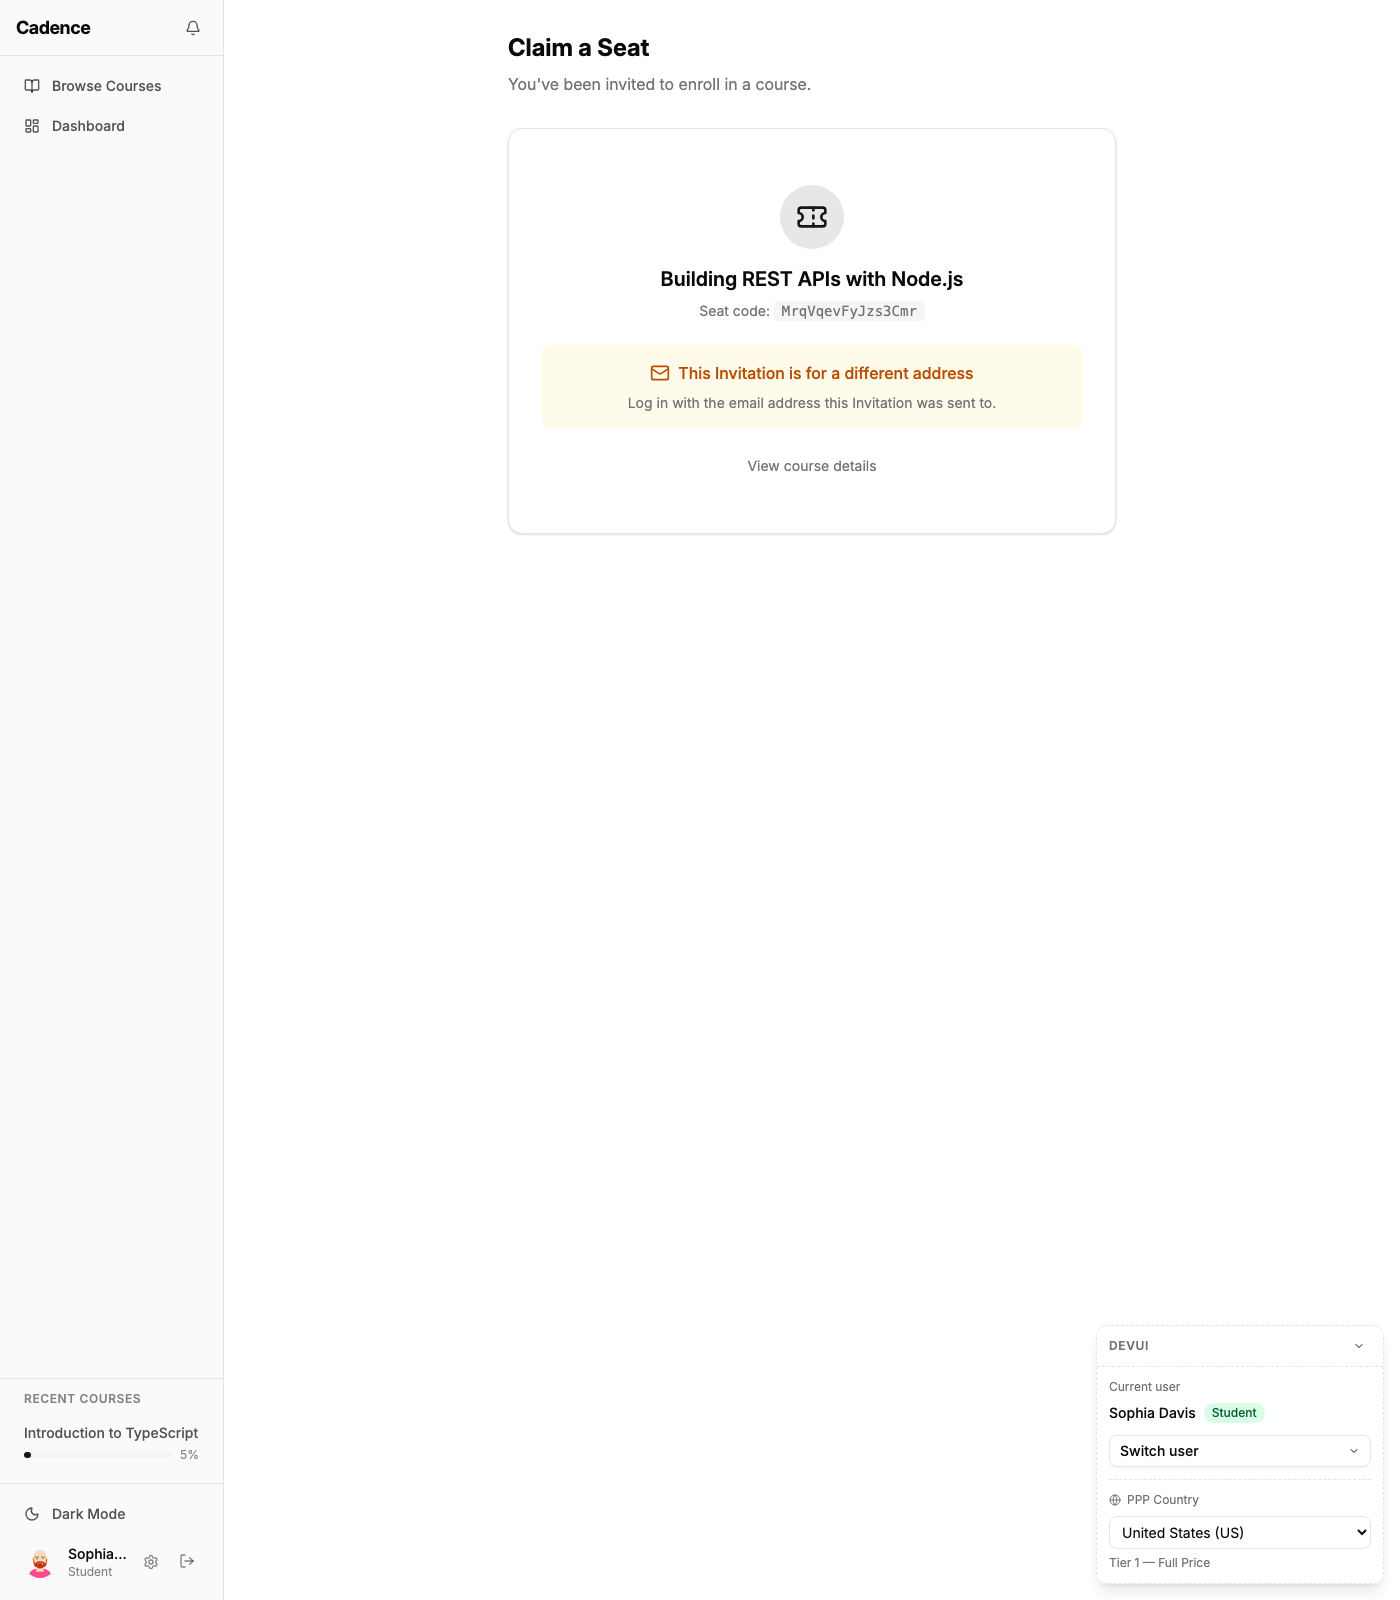 Cadence
Browse Courses
Dashboard
Claim a Seat
You've been invited to enroll in a course.
Building REST APIs with Node.js
Seat code: MrqVqevFyJzs3Cmr
This Invitation is for a different address
Log in with the email address this Invitation was sent to.
View course details
RECENT COURSES
Introduction to TypeScript
5%
Dark Mode
Sophia...
Student
DEVUI
Current user
Sophia Davis Student
Switch user
PPP Country
United States (US)
Tier 1 — Full Price